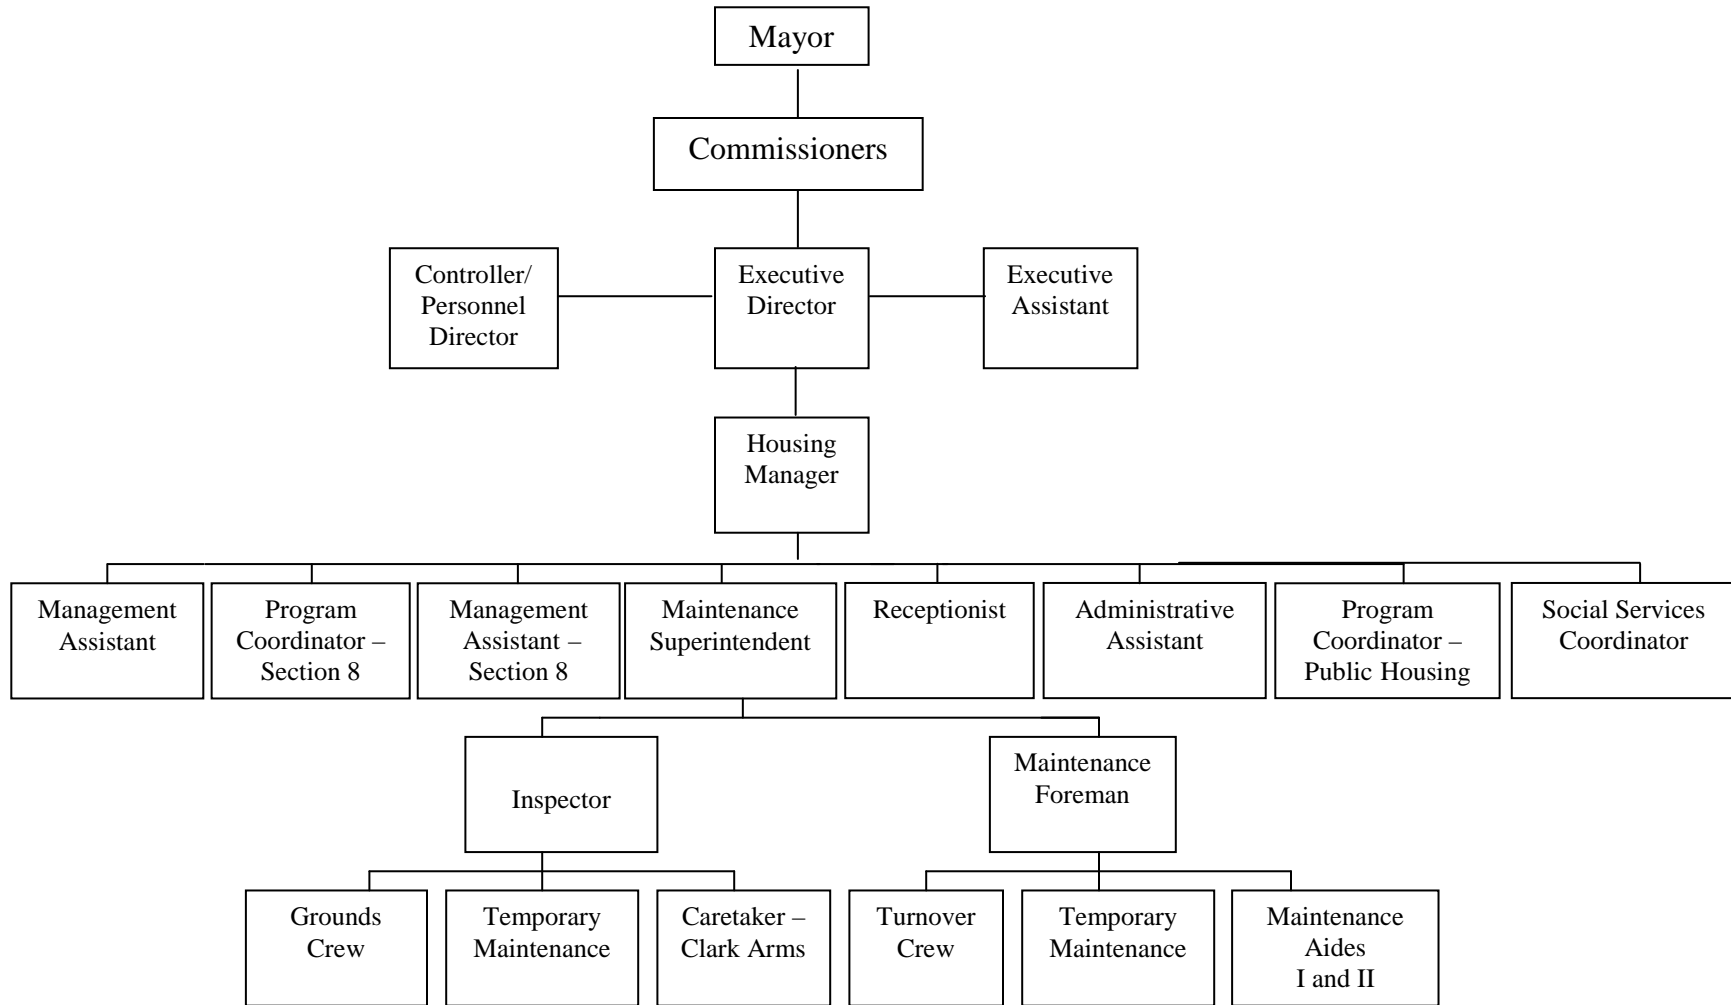 Mayor
Commissioners
Controller/
Personnel
Director
Executive
Director
Executive
Assistant
Housing
Manager
Management
Assistant
Program
Coordinator –
Section 8
Management
Assistant –
Section 8
Maintenance
Superintendent
Receptionist
Administrative
Assistant
Program
Coordinator –
Public Housing
Social Services
Coordinator
Inspector
Maintenance
Foreman
Grounds
Crew
Temporary
Maintenance
Caretaker –
Clark Arms
Turnover
Crew
Temporary
Maintenance
Maintenance
Aides
I and II